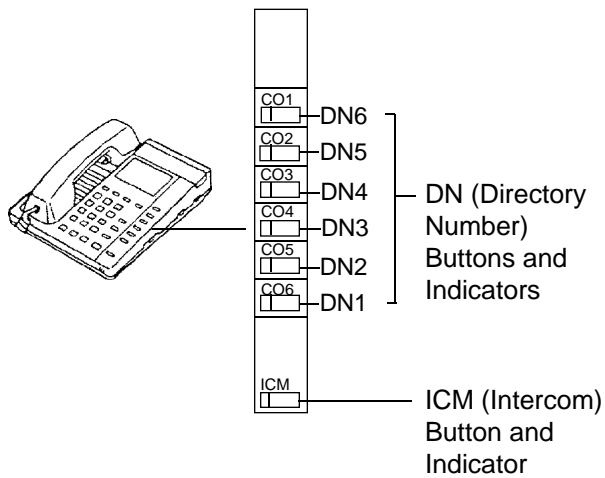 CO1
DN6
CO2
DN5
CO3
DN4
CO4
DN3
CO5
DN2
CO6
DN1
DN (Directory
Number)
Buttons and
Indicators
ICM
ICM (Intercom)
Button and
Indicator